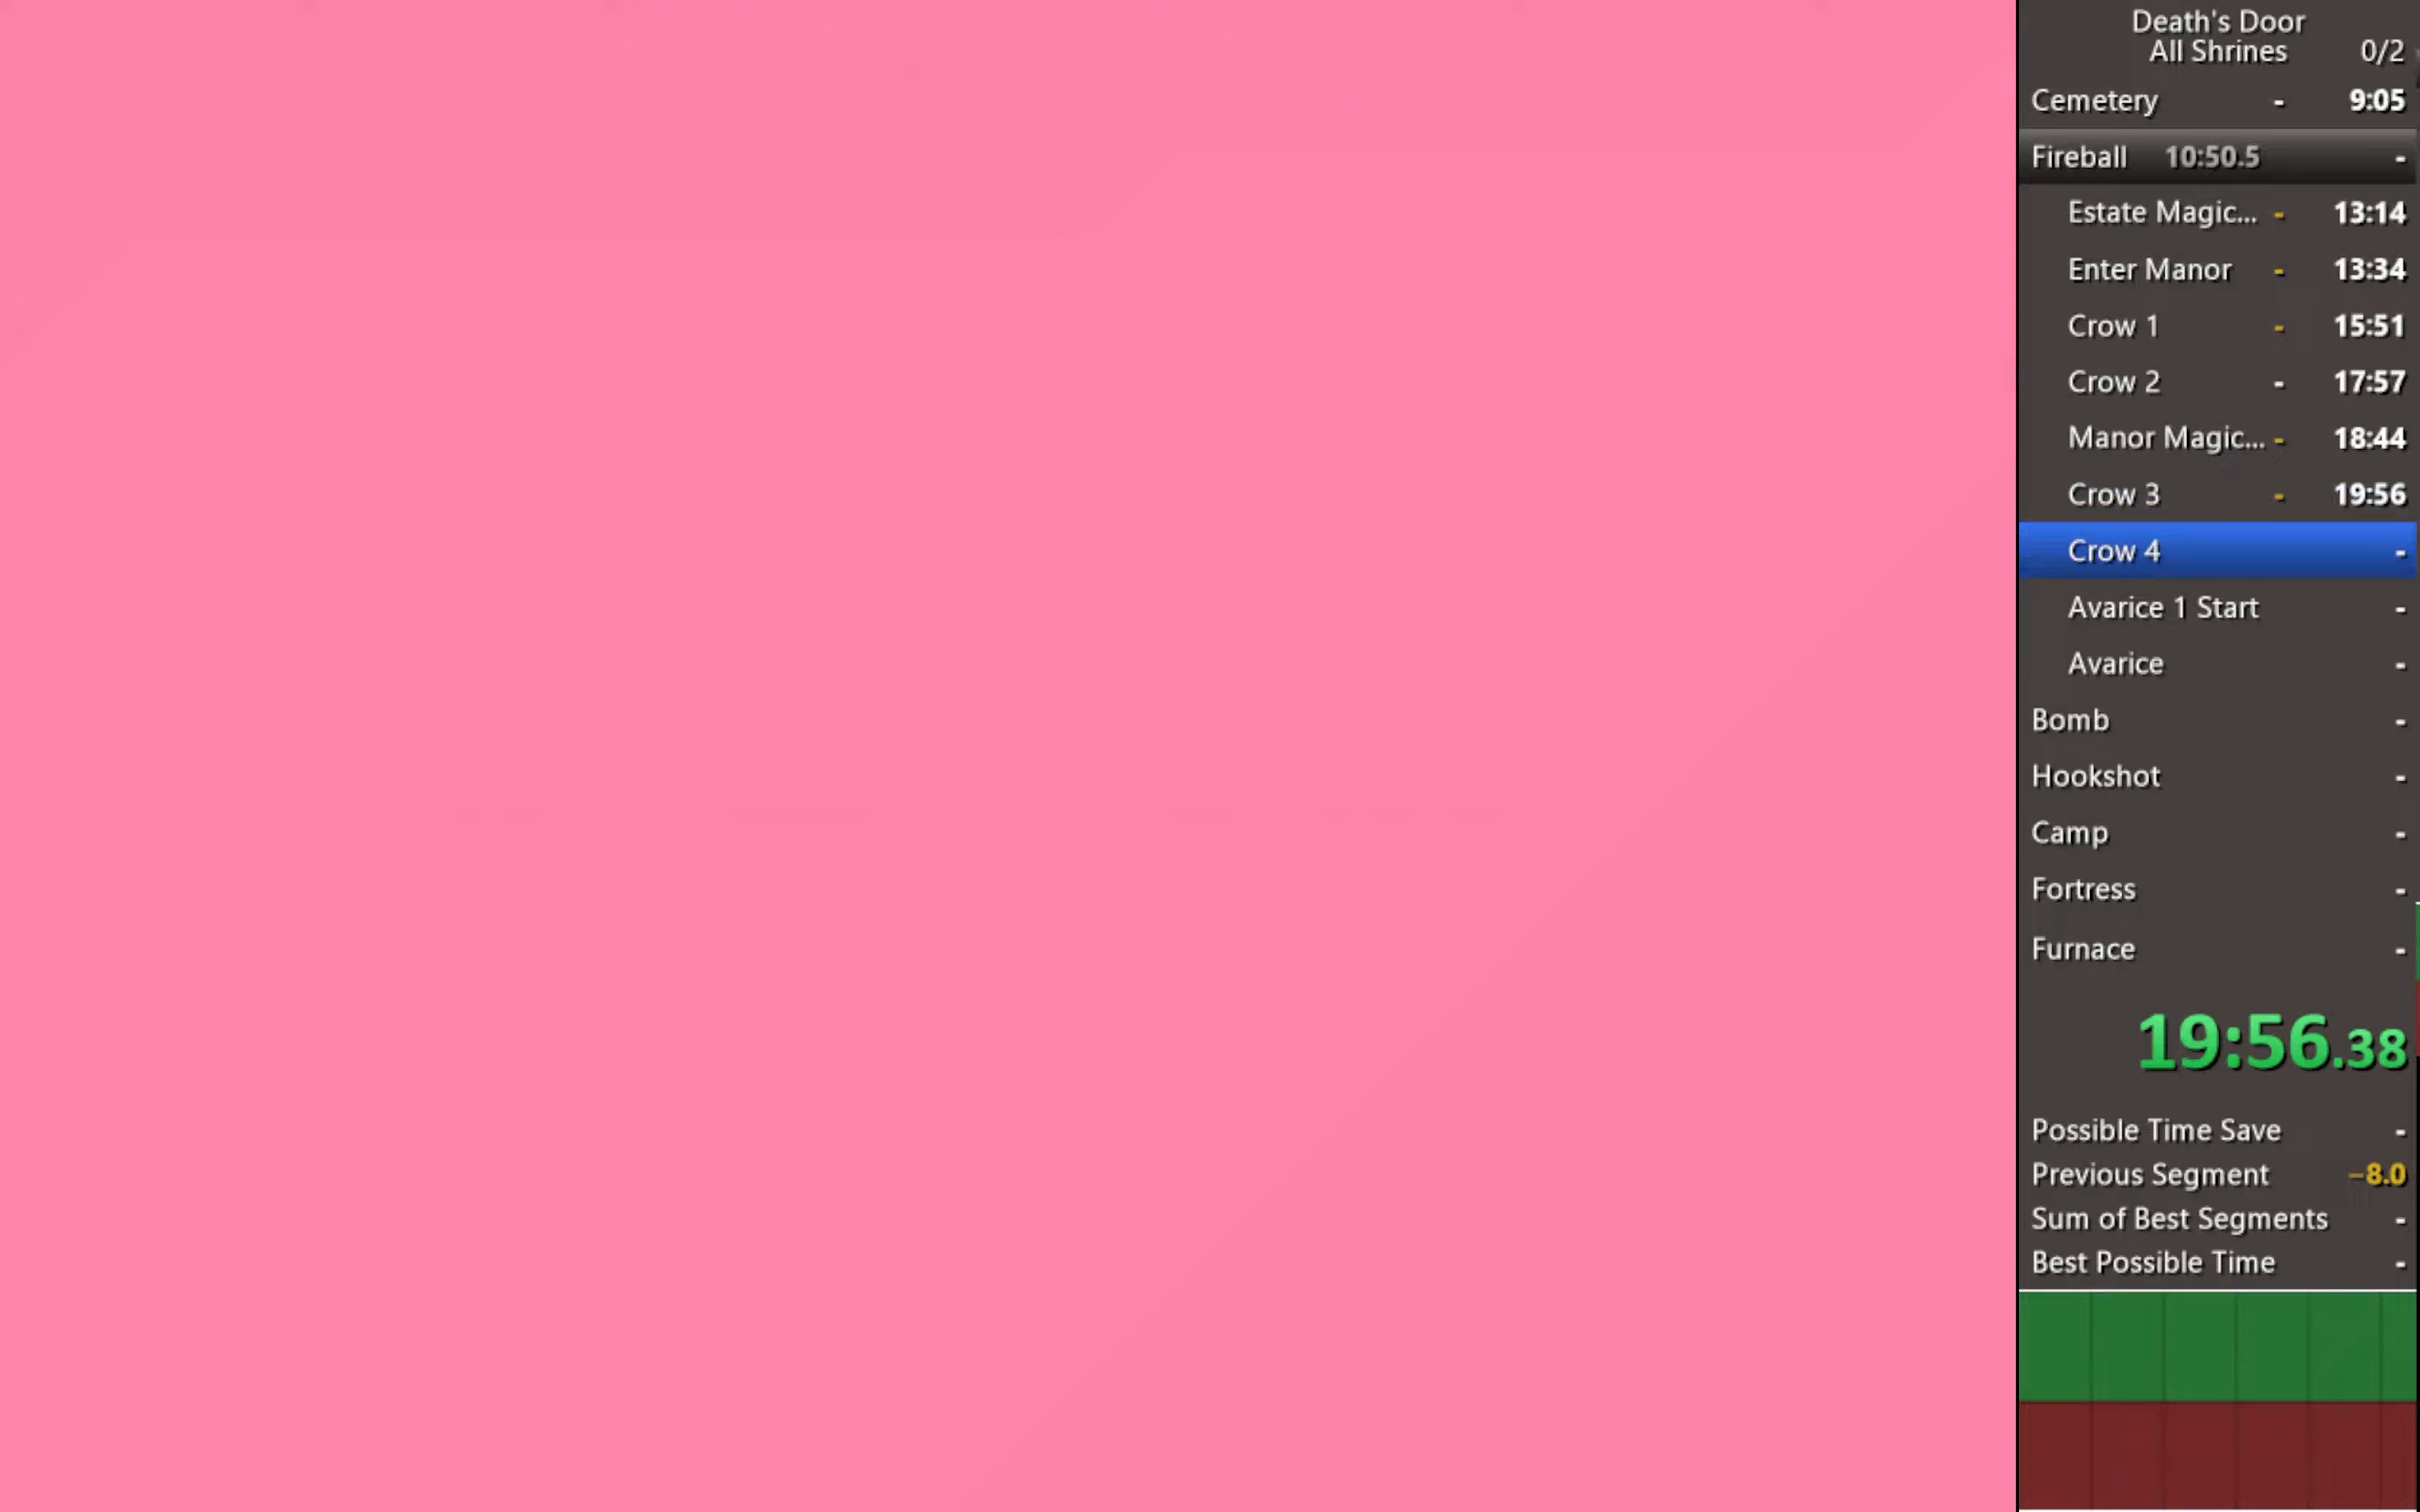 Death's Door
All Shrines 0/2
Cemetery - 9:05
Fireball 10:50.5 -
Estate Magic... - 13:14
Enter Manor - 13:34
Crow 1 - 15:51
Crow 2 - 17:57
Manor Magic... - 18:44
Crow 3 - 19:56
Crow 4 -
Avarice 1 Start -
Avarice -
Bomb -
Hookshot -
Camp -
Fortress -
Furnace -
19:56.38
Possible Time Save -
Previous Segment −8.0
Sum of Best Segments -
Best Possible Time -